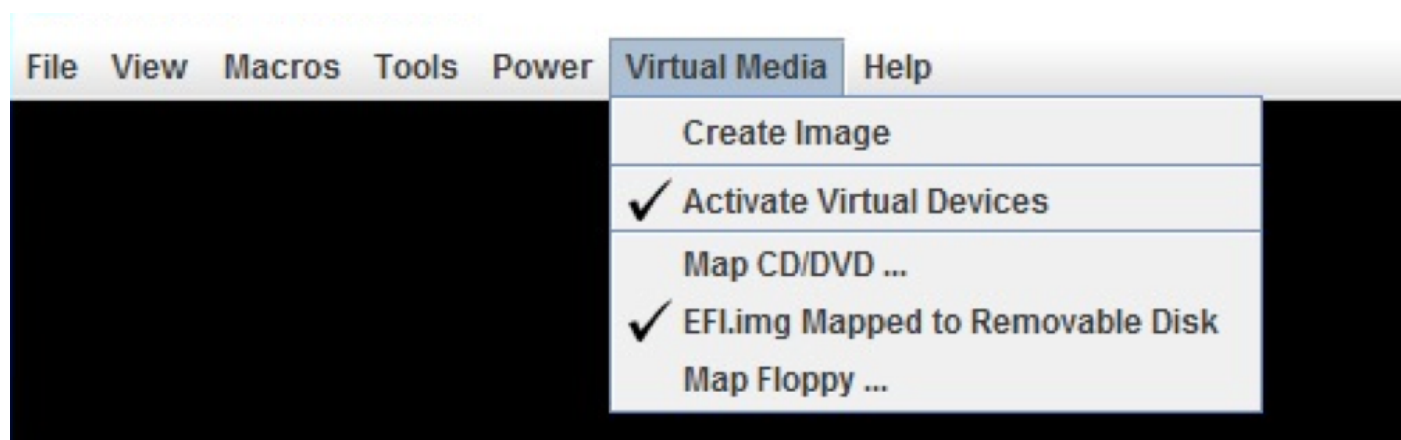 File View Macros Tools Power Virtual Media Help
Create Image
Activate Virtual Devices
Map CD/DVD ...
EFI.img Mapped to Removable Disk
Map Floppy ...